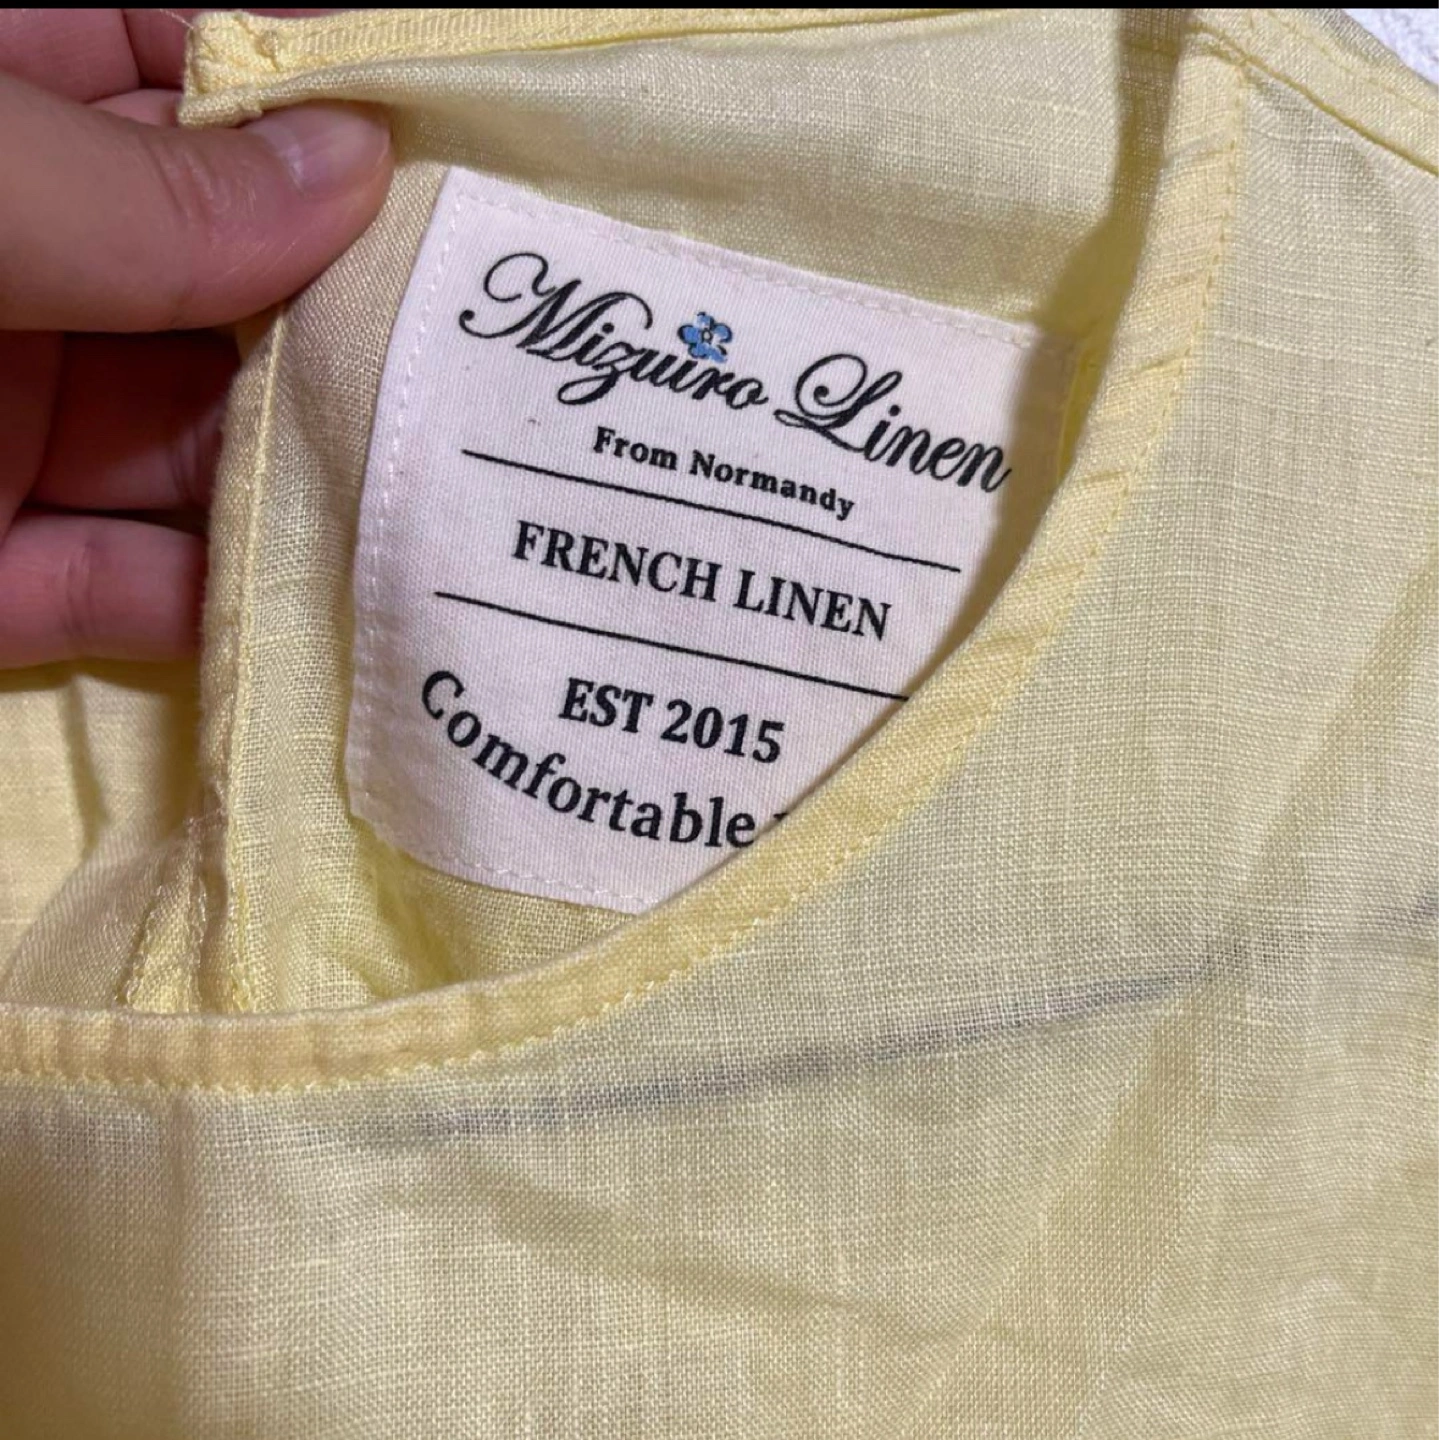 Mizuiro Linen
From Normandy
FRENCH LINEN
EST 2015
Comfortable